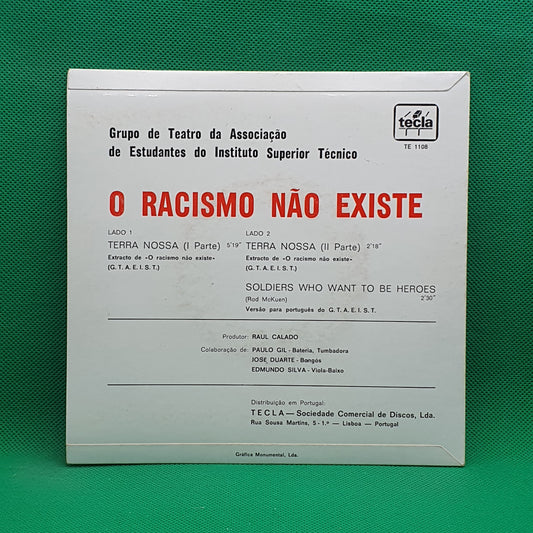 tecla
TE 1108
Grupo de Teatro da Associação
de Estudantes do Instituto Superior Técnico
O RACISMO NÃO EXISTE
LADO 1
TERRA NOSSA (I Parte) 5'19"
Extracto de «O racismo não existe»
(G. T. A. E. I. S. T.)
LADO 2
TERRA NOSSA (II Parte) 2'18"
Extracto de «O racismo não existe»
(G. T. A. E. I. S. T.)
SOLDIERS WHO WANT TO BE HEROES
(Rod McKuen) 2'30"
Versão para português do G. T. A. E. I. S. T.
Produtor: RAUL CALADO
Colaboração de: PAULO GIL - Bateria, Tumbadora
JOSÉ DUARTE - Bongós
EDMUNDO SILVA - Viola-Baixo
Distribuição em Portugal:
TECLA — Sociedade Comercial de Discos, Lda.
Rua Sousa Martins, 5 - 1.º — Lisboa — Portugal
Gráfica Monumental, Lda.